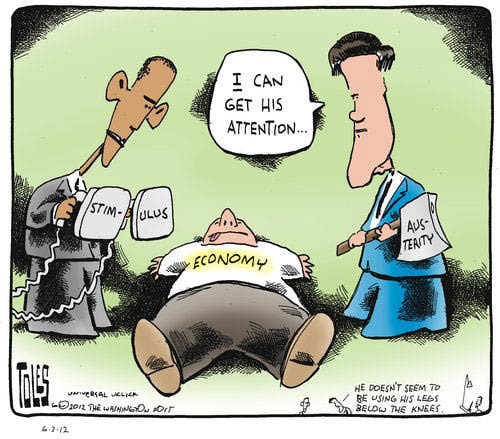 I CAN
GET HIS
ATTENTION...
STIM-
ULUS
ECONOMY
AUS-
TERITY
TOLES
UNIVERSAL UCLICK
©2012 THE WASHINGTON POST
HE DOESN'T SEEM TO
BE USING HIS LEGS
BELOW THE KNEES.
6-3-12